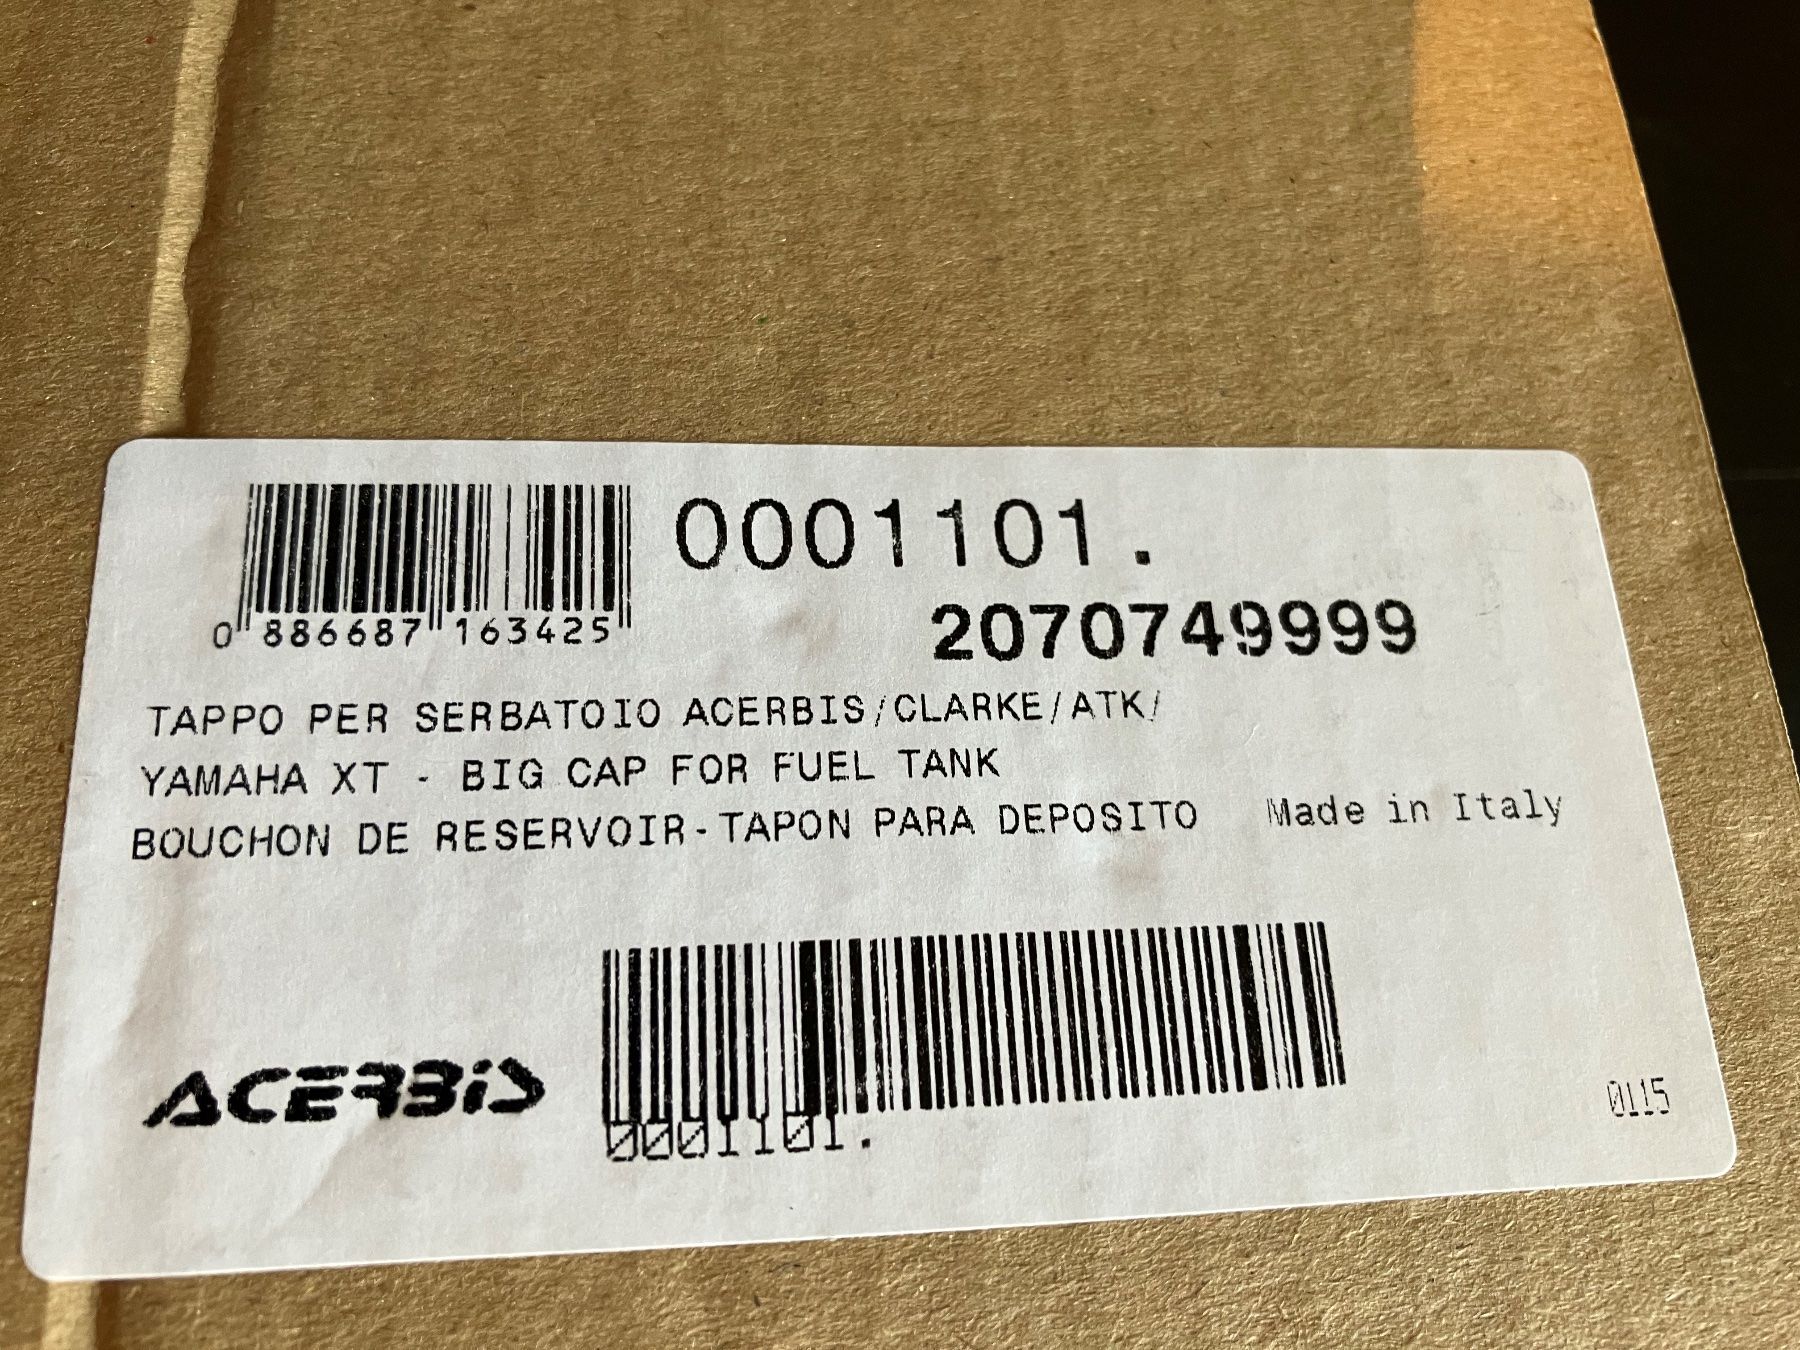 0001101.
0 886687 163425
2070749999
TAPPO PER SERBATOIO ACERBIS/CLARKE/ATK/
YAMAHA XT - BIG CAP FOR FUEL TANK
BOUCHON DE RESERVOIR-TAPON PARA DEPOSITO Made in Italy
ACERBIS
0001101.
0115